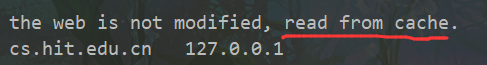 the web is not modified, read from cache.
cs.hit.edu.cn   127.0.0.1